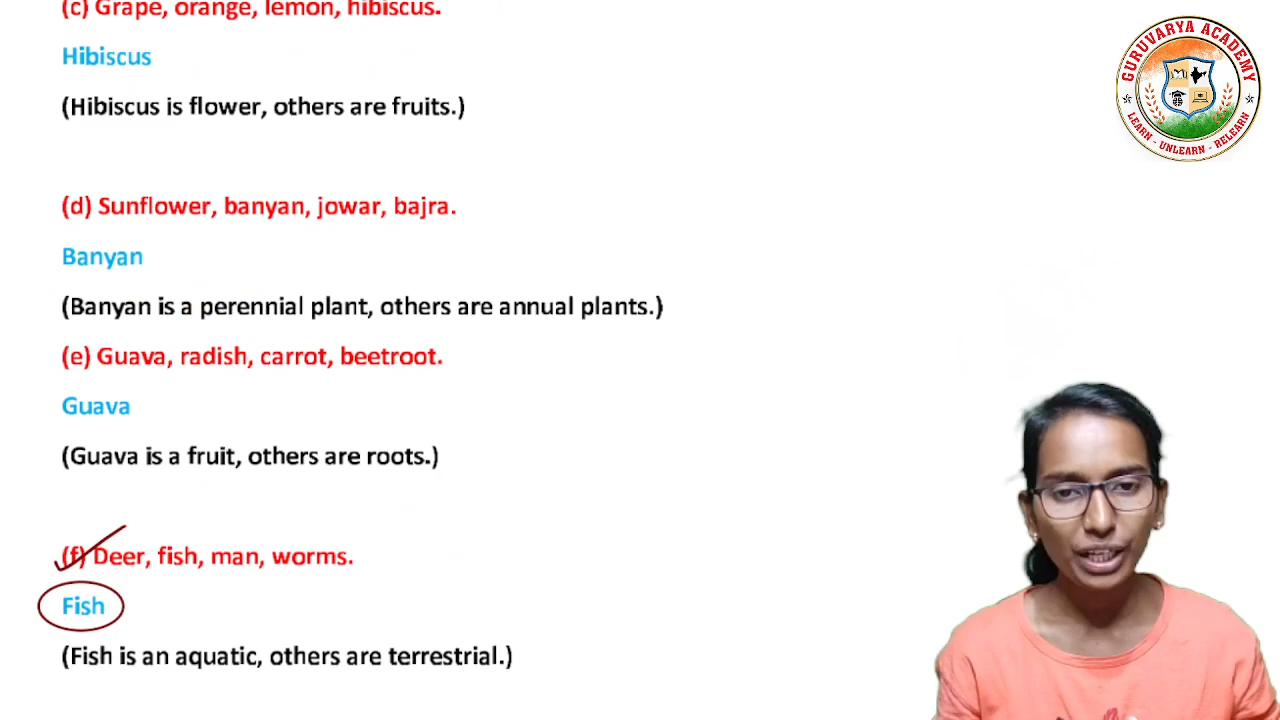 (c) Grape, orange, lemon, hibiscus.
Hibiscus
(Hibiscus is flower, others are fruits.)
(d) Sunflower, banyan, jowar, bajra.
Banyan
(Banyan is a perennial plant, others are annual plants.)
(e) Guava, radish, carrot, beetroot.
Guava
(Guava is a fruit, others are roots.)
(f) Deer, fish, man, worms.
Fish
(Fish is an aquatic, others are terrestrial.)
GURUVARYA ACADEMY
LEARN - UNLEARN - RELEARN